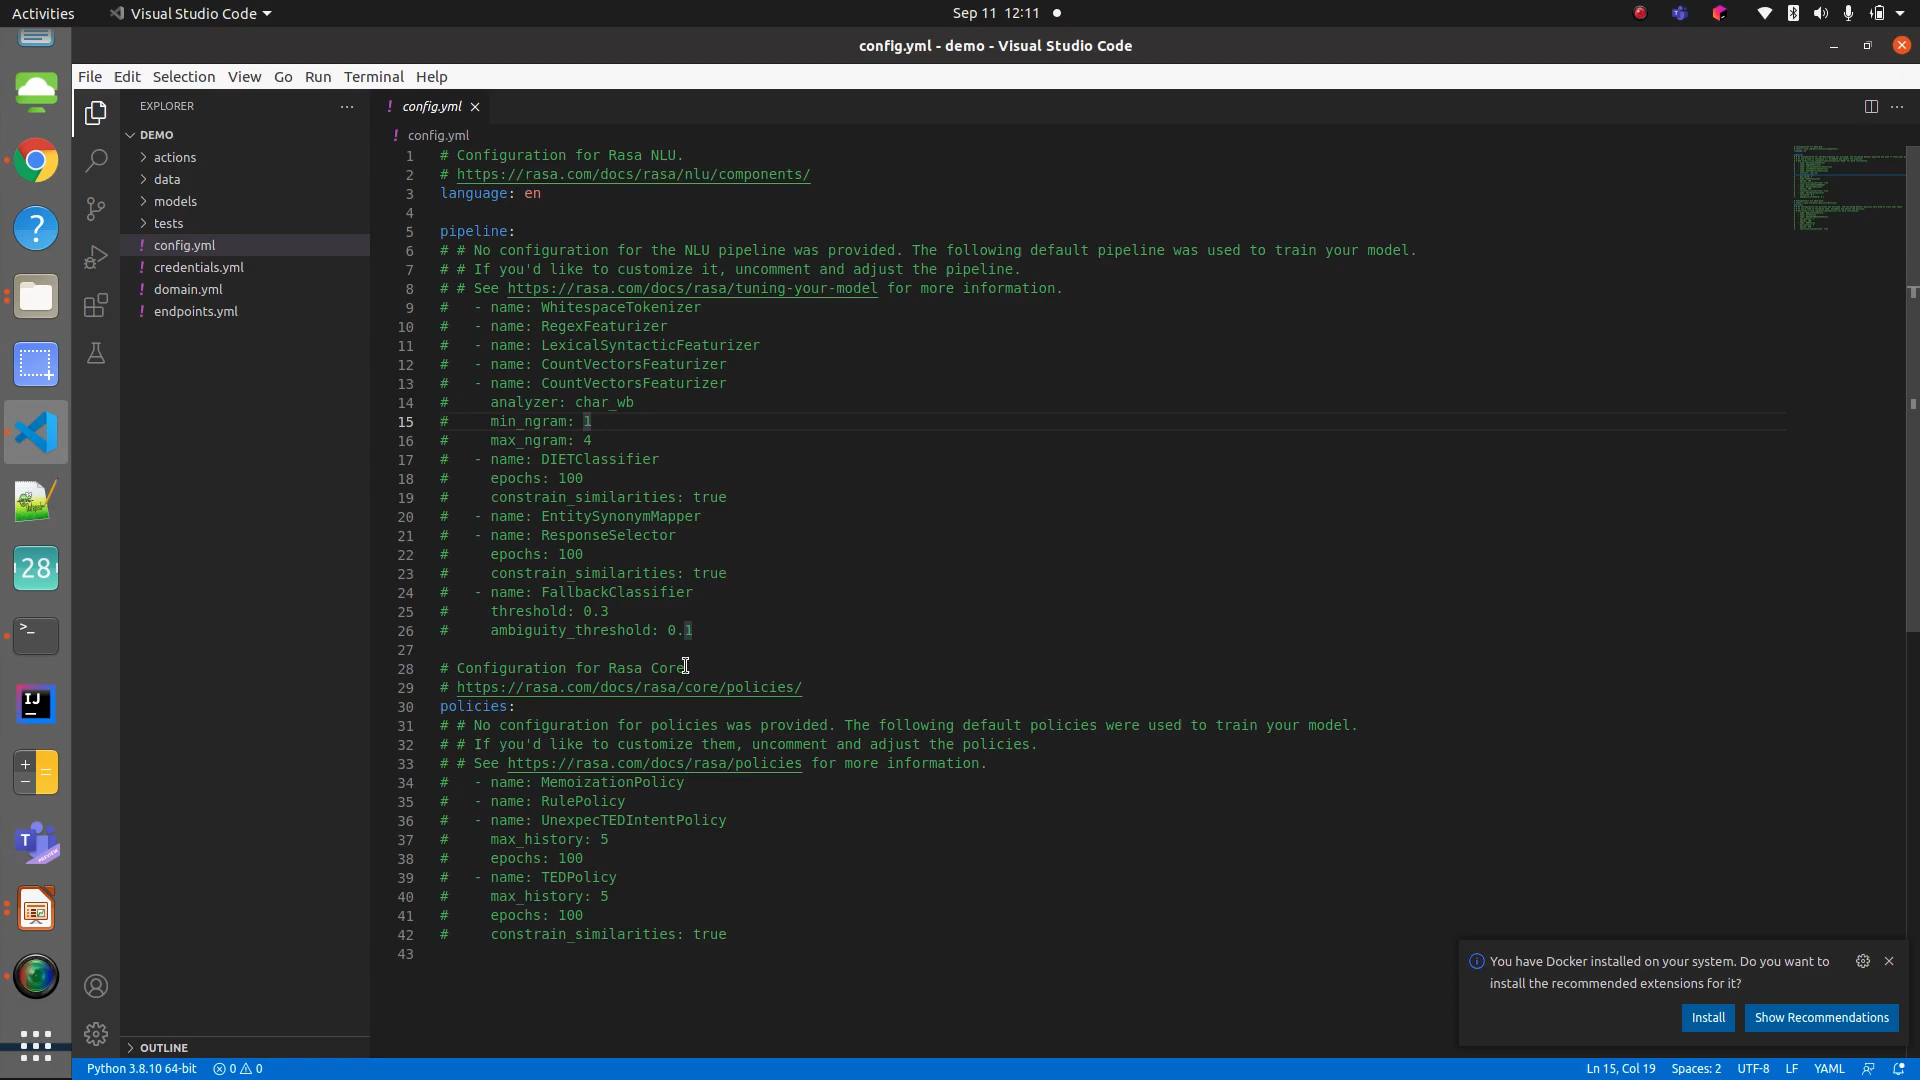 Activities
Visual Studio Code
Sep 11 12:11
config.yml - demo - Visual Studio Code
File Edit Selection View Go Run Terminal Help
EXPLORER
DEMO
actions
data
models
tests
! config.yml
! credentials.yml
! domain.yml
! endpoints.yml
OUTLINE
! config.yml
! config.yml
1 # Configuration for Rasa NLU.
2 # https://rasa.com/docs/rasa/nlu/components/
3 language: en
4
5 pipeline:
6 # # No configuration for the NLU pipeline was provided. The following default pipeline was used to train your model.
7 # # If you'd like to customize it, uncomment and adjust the pipeline.
8 # # See https://rasa.com/docs/rasa/tuning-your-model for more information.
9 #   - name: WhitespaceTokenizer
10 #   - name: RegexFeaturizer
11 #   - name: LexicalSyntacticFeaturizer
12 #   - name: CountVectorsFeaturizer
13 #   - name: CountVectorsFeaturizer
14 #     analyzer: char_wb
15 #     min_ngram: 1
16 #     max_ngram: 4
17 #   - name: DIETClassifier
18 #     epochs: 100
19 #     constrain_similarities: true
20 #   - name: EntitySynonymMapper
21 #   - name: ResponseSelector
22 #     epochs: 100
23 #     constrain_similarities: true
24 #   - name: FallbackClassifier
25 #     threshold: 0.3
26 #     ambiguity_threshold: 0.1
27
28 # Configuration for Rasa Core
29 # https://rasa.com/docs/rasa/core/policies/
30 policies:
31 # # No configuration for policies was provided. The following default policies were used to train your model.
32 # # If you'd like to customize them, uncomment and adjust the policies.
33 # # See https://rasa.com/docs/rasa/policies for more information.
34 #   - name: MemoizationPolicy
35 #   - name: RulePolicy
36 #   - name: UnexpecTEDIntentPolicy
37 #     max_history: 5
38 #     epochs: 100
39 #   - name: TEDPolicy
40 #     max_history: 5
41 #     epochs: 100
42 #     constrain_similarities: true
43
You have Docker installed on your system. Do you want to
install the recommended extensions for it?
Install
Show Recommendations
28
IJ
T
PREVIEW
Python 3.8.10 64-bit
0 0
Ln 15, Col 19
Spaces: 2
UTF-8
LF
YAML